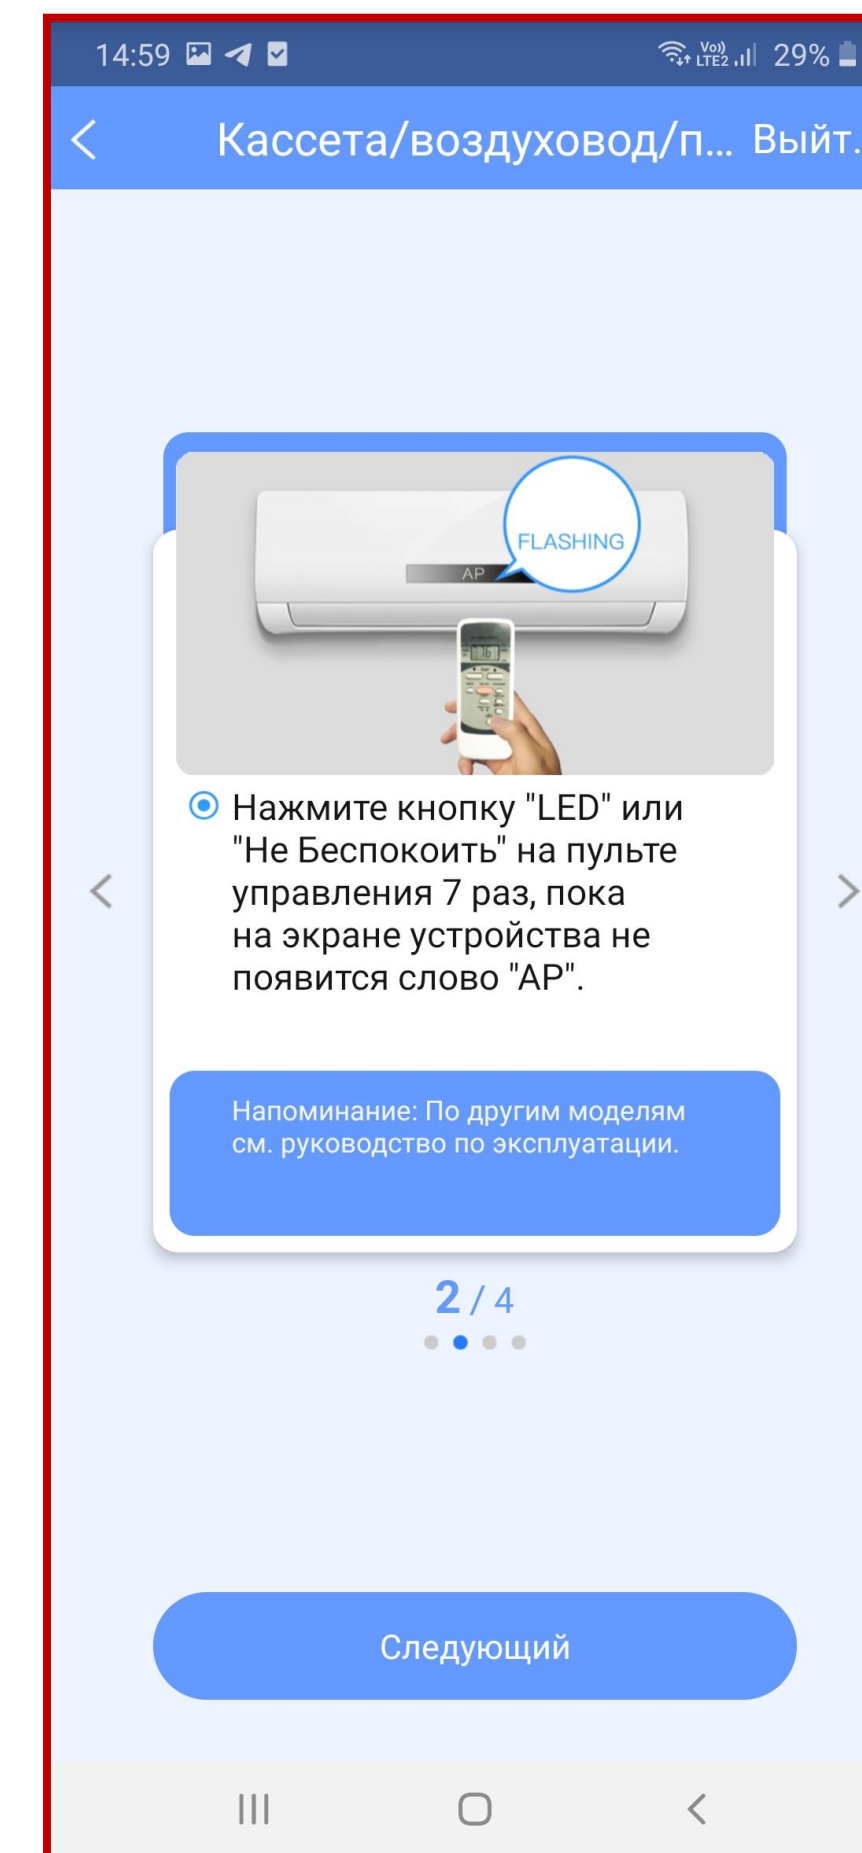 14:59 Vo)) LTE2 29%
Кассета/воздуховод/п... Выйт.
FLASHING
AP
Нажмите кнопку "LED" или
"Не Беспокоить" на пульте
управления 7 раз, пока
на экране устройства не
появится слово "AP".
Напоминание: По другим моделям
см. руководство по эксплуатации.
2 / 4
Следующий